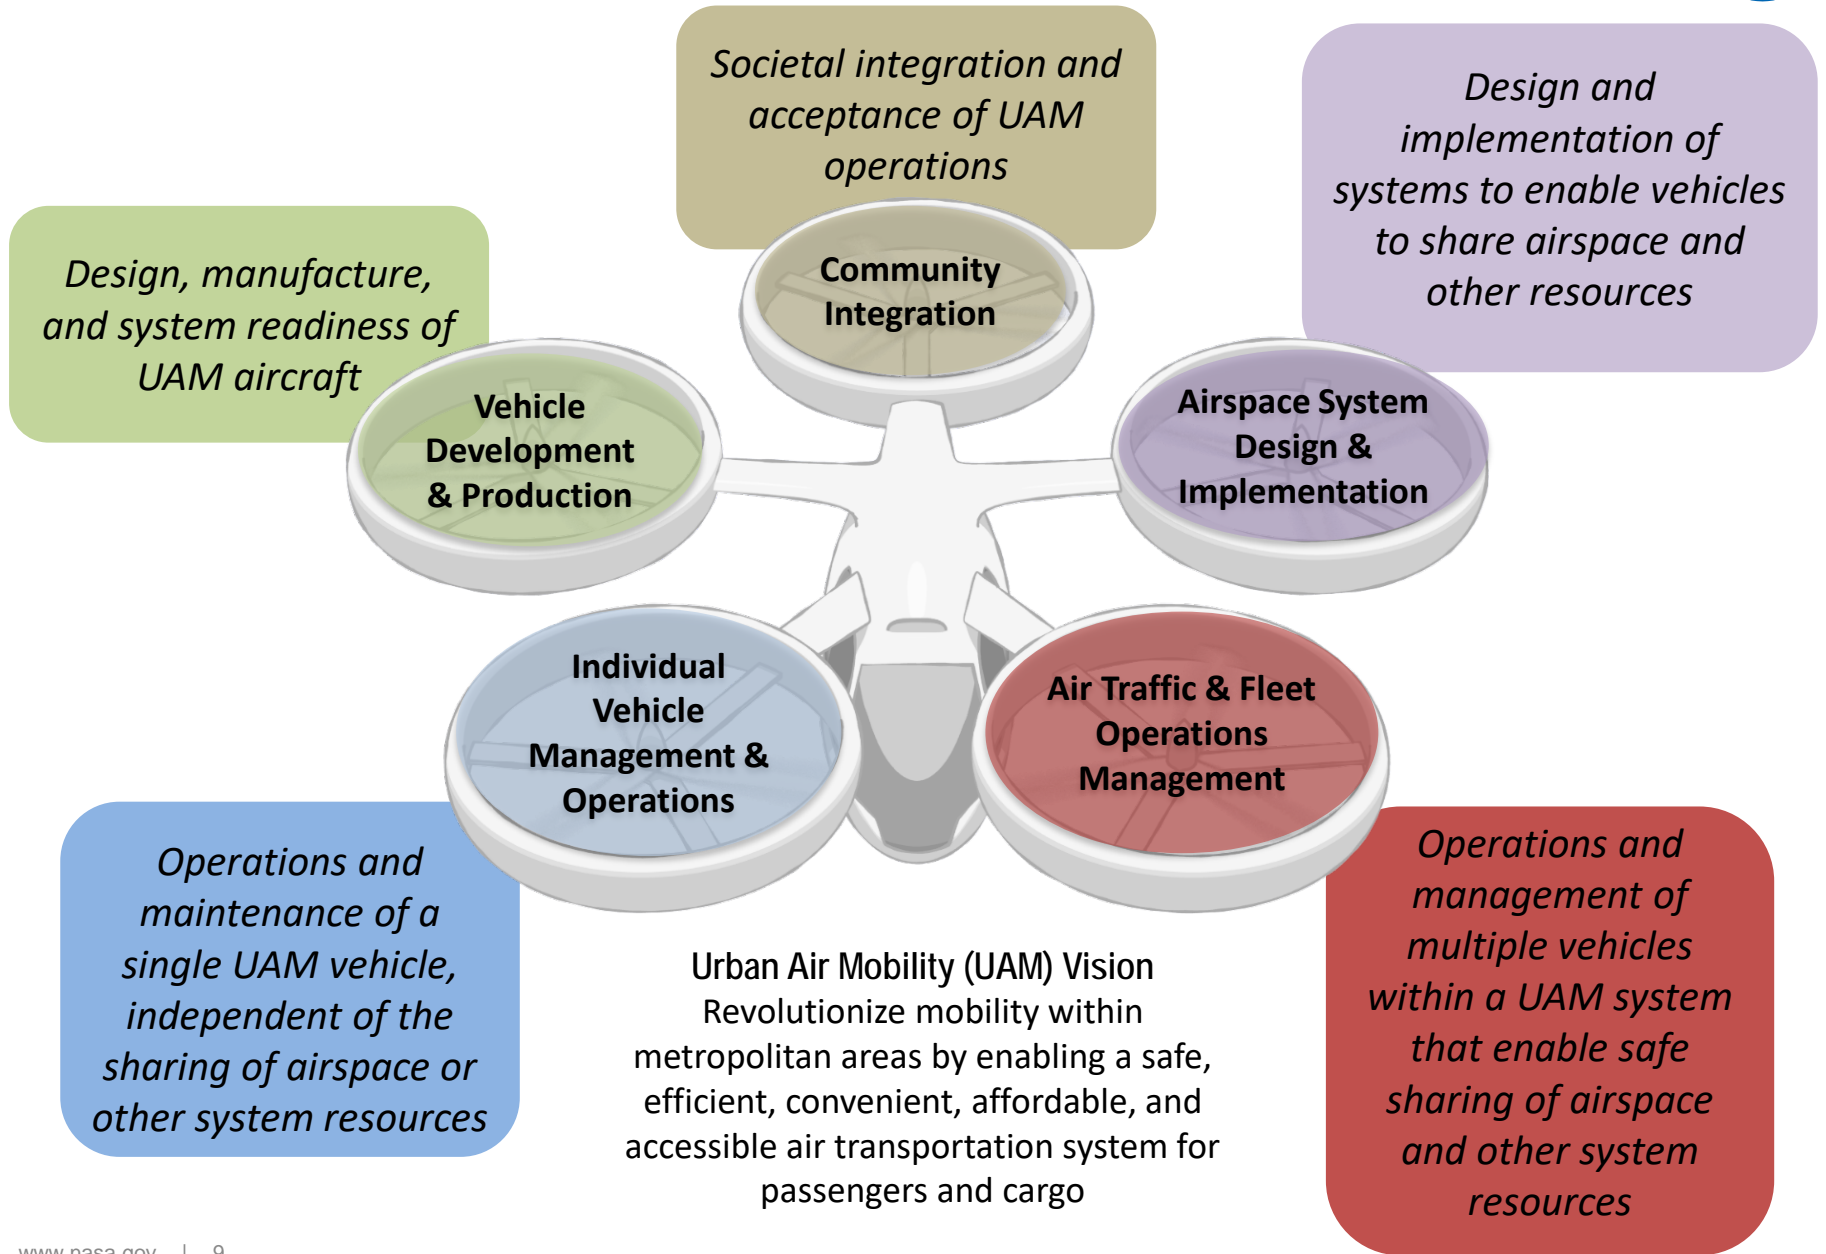 Societal integration and
acceptance of UAM
operations
Design and
implementation of
systems to enable vehicles
to share airspace and
other resources
Design, manufacture,
and system readiness of
UAM aircraft
Community
Integration
Vehicle
Development
& Production
Airspace System
Design &
Implementation
Individual
Vehicle
Management &
Operations
Air Traffic & Fleet
Operations
Management
Operations and
maintenance of a
single UAM vehicle,
independent of the
sharing of airspace or
other system resources
Operations and
management of
multiple vehicles
within a UAM system
that enable safe
sharing of airspace
and other system
resources
Urban Air Mobility (UAM) Vision
Revolutionize mobility within
metropolitan areas by enabling a safe,
efficient, convenient, affordable, and
accessible air transportation system for
passengers and cargo
www.nasa.gov | 9